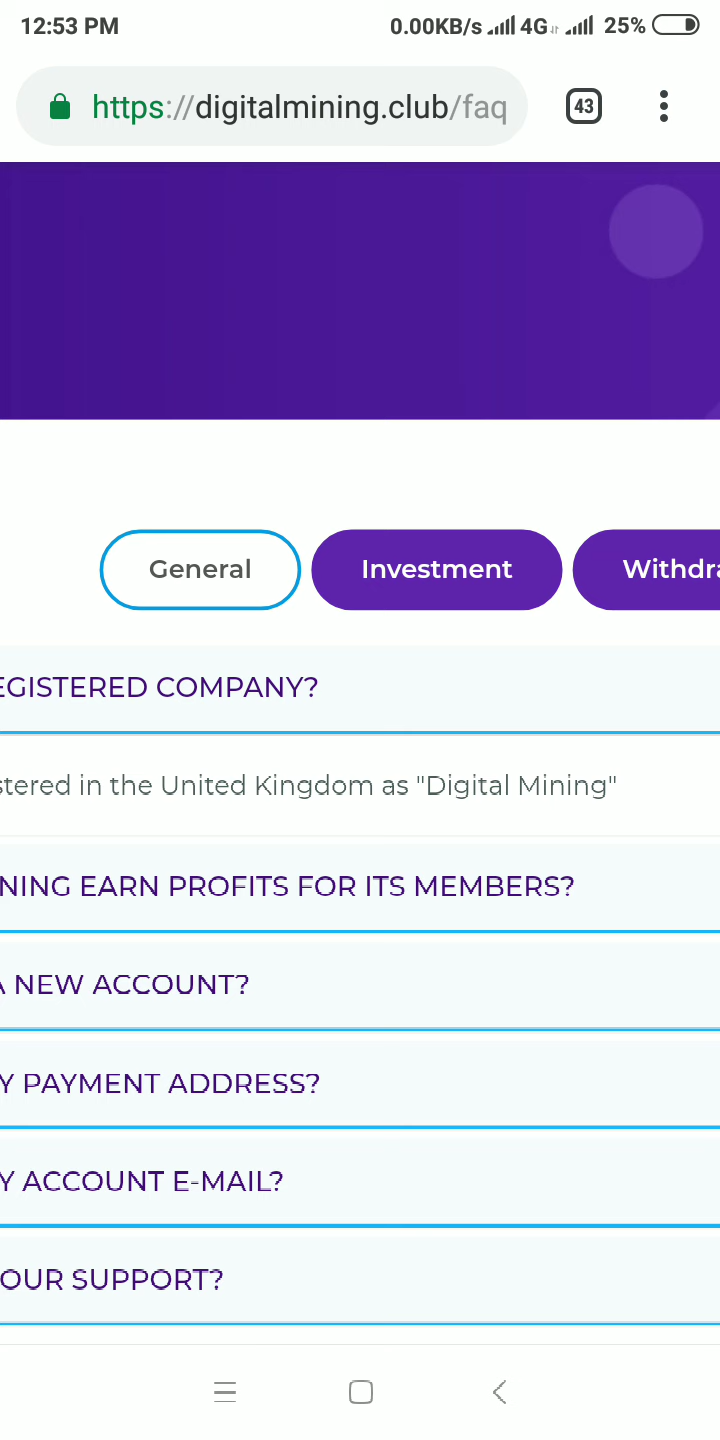 12:53 PM 0.00KB/s 4G 25%
https://digitalmining.club/faq 43
General Investment Withdra
EGISTERED COMPANY?
stered in the United Kingdom as "Digital Mining"
NING EARN PROFITS FOR ITS MEMBERS?
A NEW ACCOUNT?
Y PAYMENT ADDRESS?
Y ACCOUNT E-MAIL?
OUR SUPPORT?